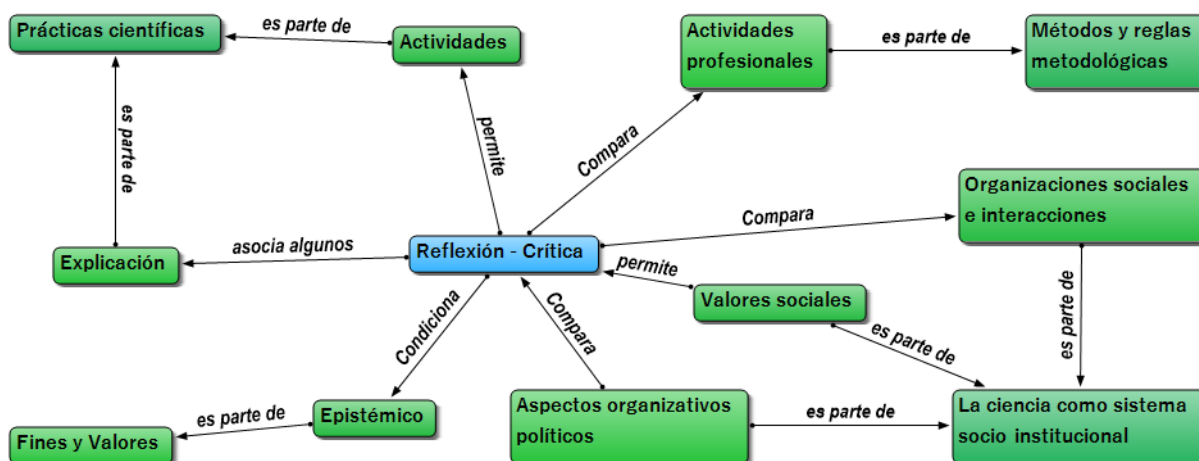 Prácticas científicas
es parte de
Actividades
Actividades
profesionales
es parte de
Métodos y reglas
metodológicas
es parte de
permite
Compara
Organizaciones sociales
e interacciones
Compara
asocia algunos
Reflexión - Crítica
Explicación
permite
Valores sociales
es parte de
es parte de
Condiciona
Compara
Epistémico
es parte de
Fines y Valores
Aspectos organizativos
políticos
es parte de
La ciencia como sistema
socio institucional